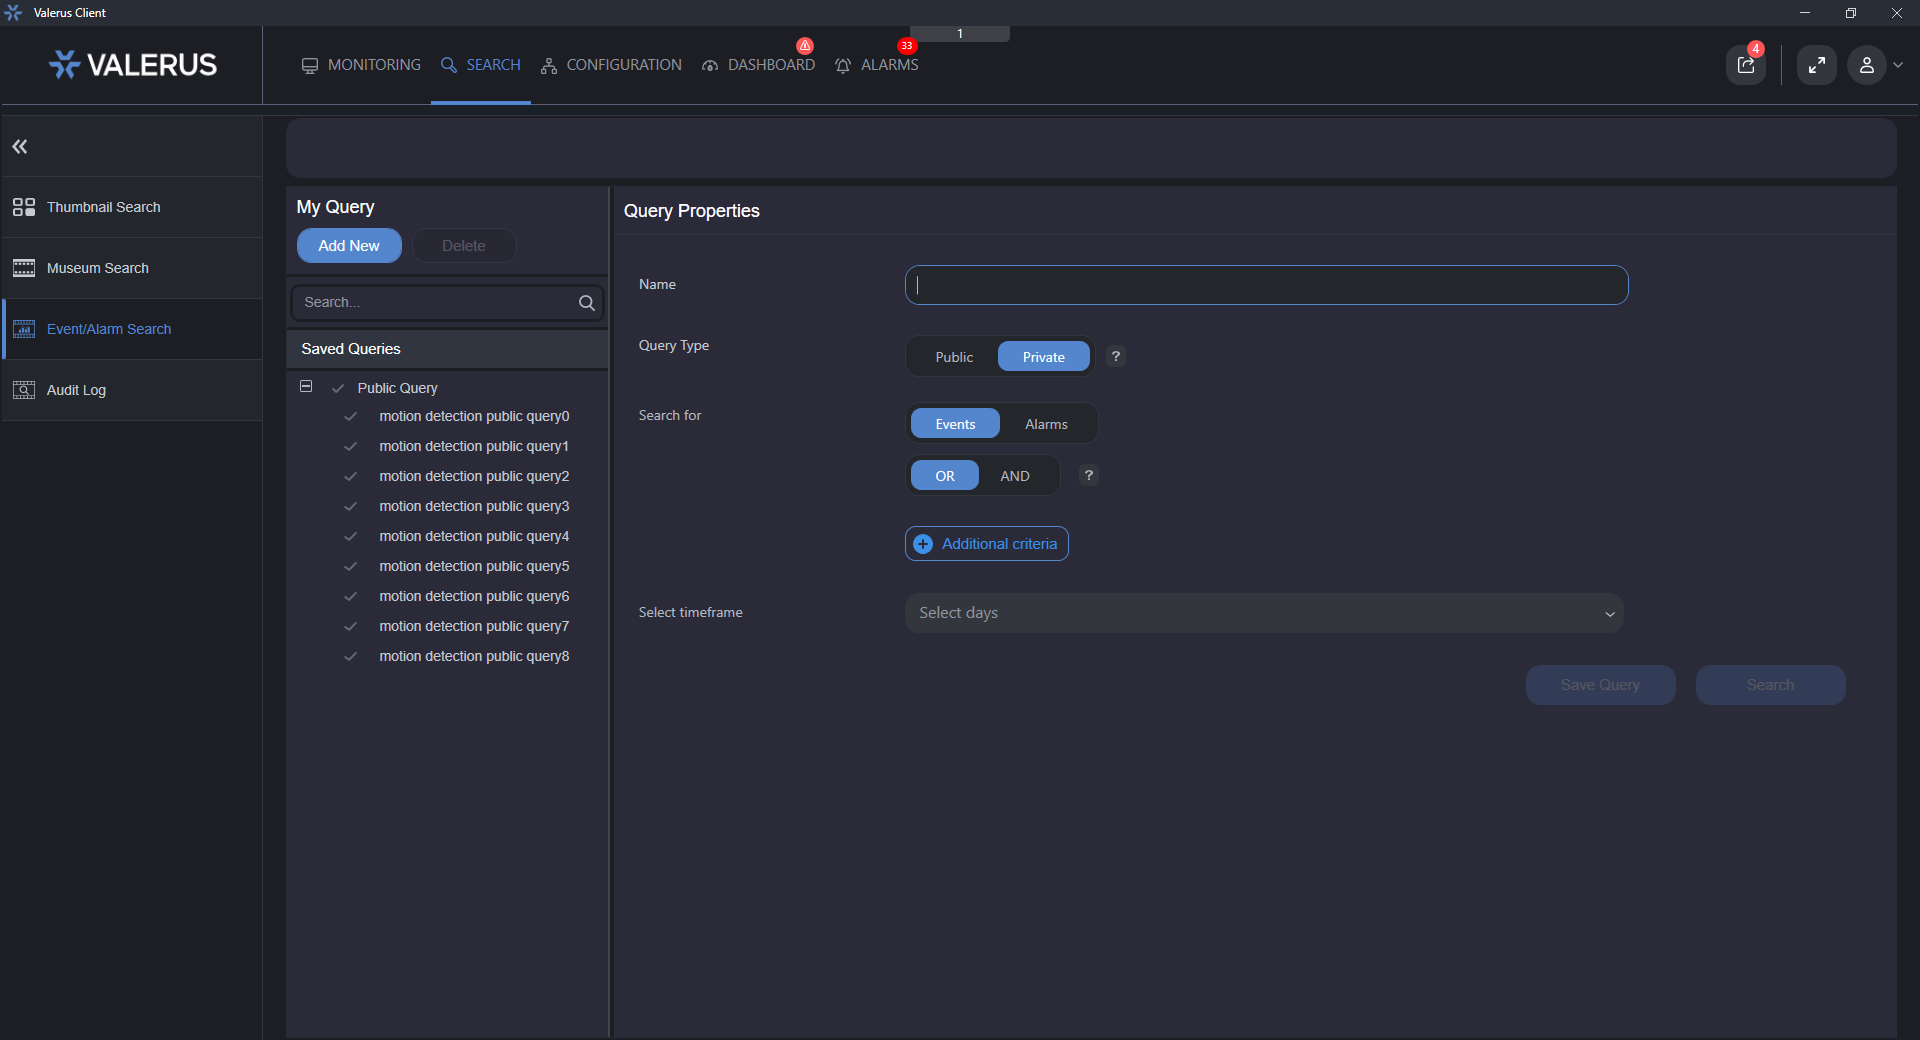 Valerus Client
1
VALERUS
MONITORING
SEARCH
CONFIGURATION
DASHBOARD
33
ALARMS
4
Thumbnail Search
Museum Search
Event/Alarm Search
Audit Log
My Query
Add New
Delete
Search...
Saved Queries
Public Query
motion detection public query0
motion detection public query1
motion detection public query2
motion detection public query3
motion detection public query4
motion detection public query5
motion detection public query6
motion detection public query7
motion detection public query8
Query Properties
Name
Query Type
Public
Private
?
Search for
Events
Alarms
OR
AND
?
Additional criteria
Select timeframe
Select days
Save Query
Search